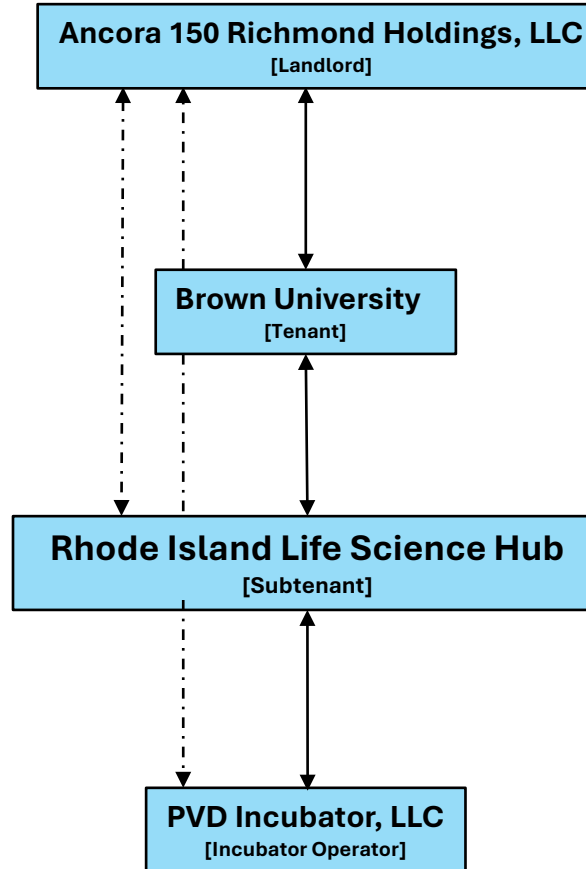 Ancora 150 Richmond Holdings, LLC
[Landlord]
Brown University
[Tenant]
Rhode Island Life Science Hub
[Subtenant]
PVD Incubator, LLC
[Incubator Operator]